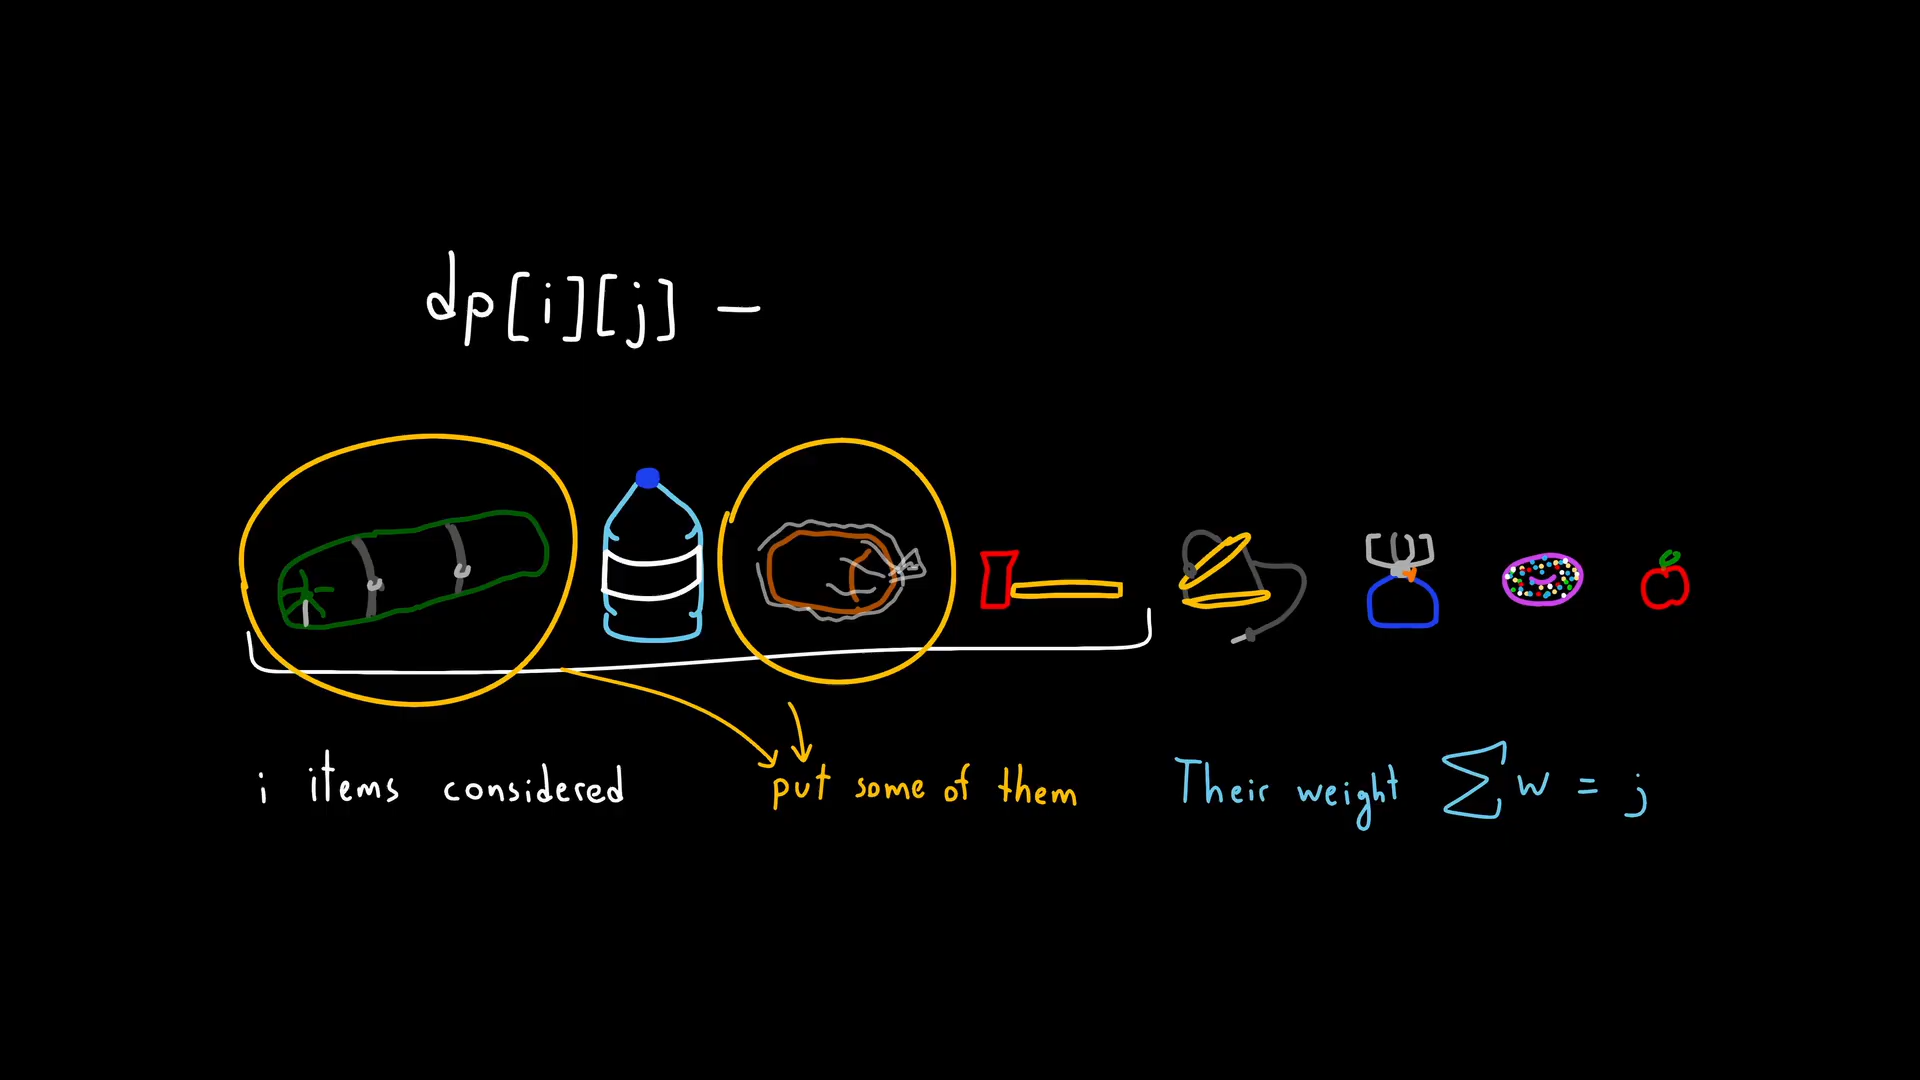 dp[i][j] –
i items considered
put some of them
Their weight ∑w = j